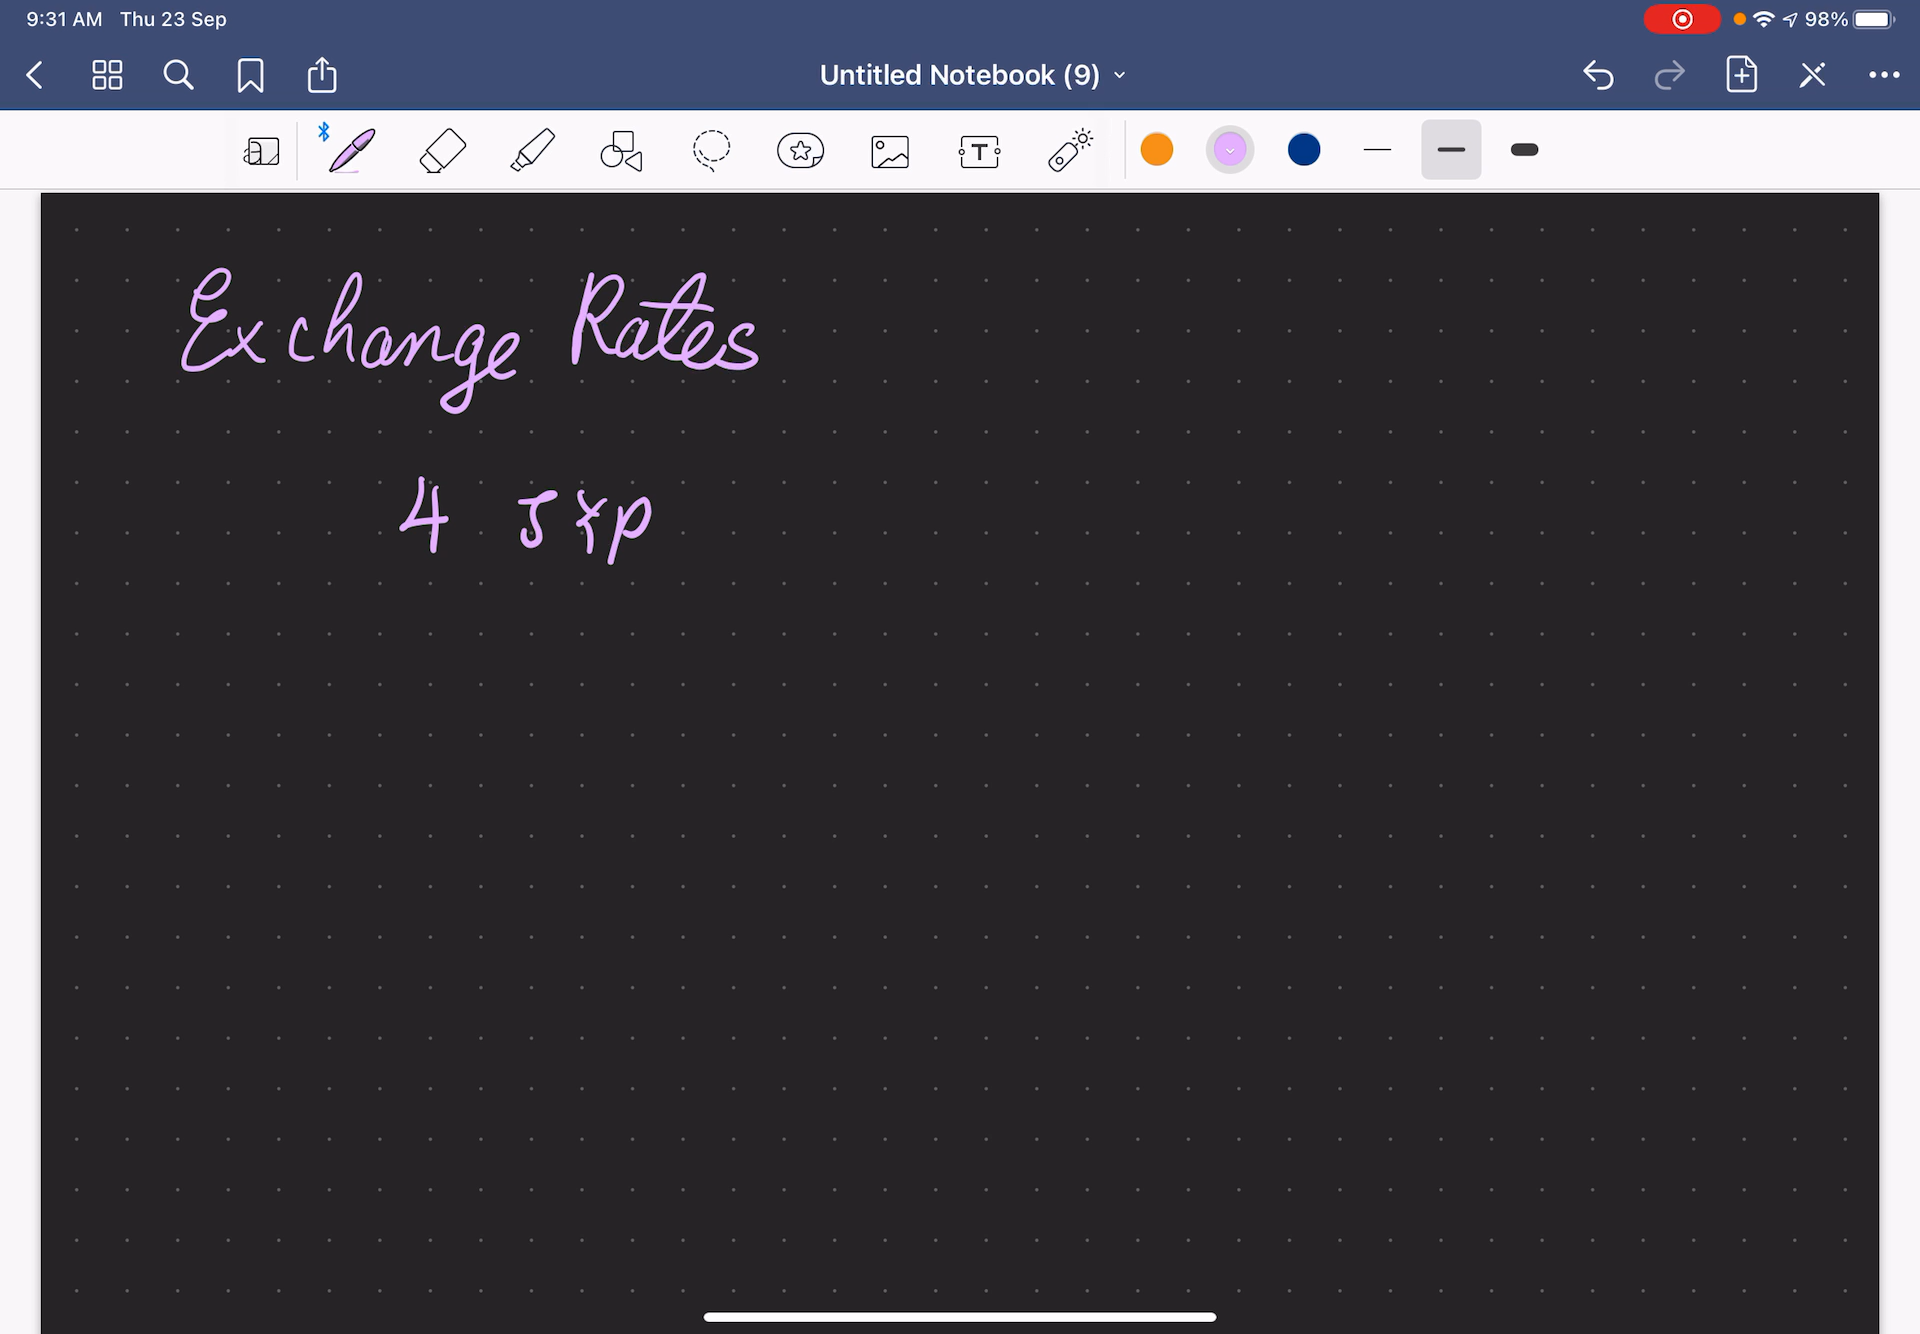 9:31 AM Thu 23 Sep
98%
Untitled Notebook (9)
Exchange Rates
4